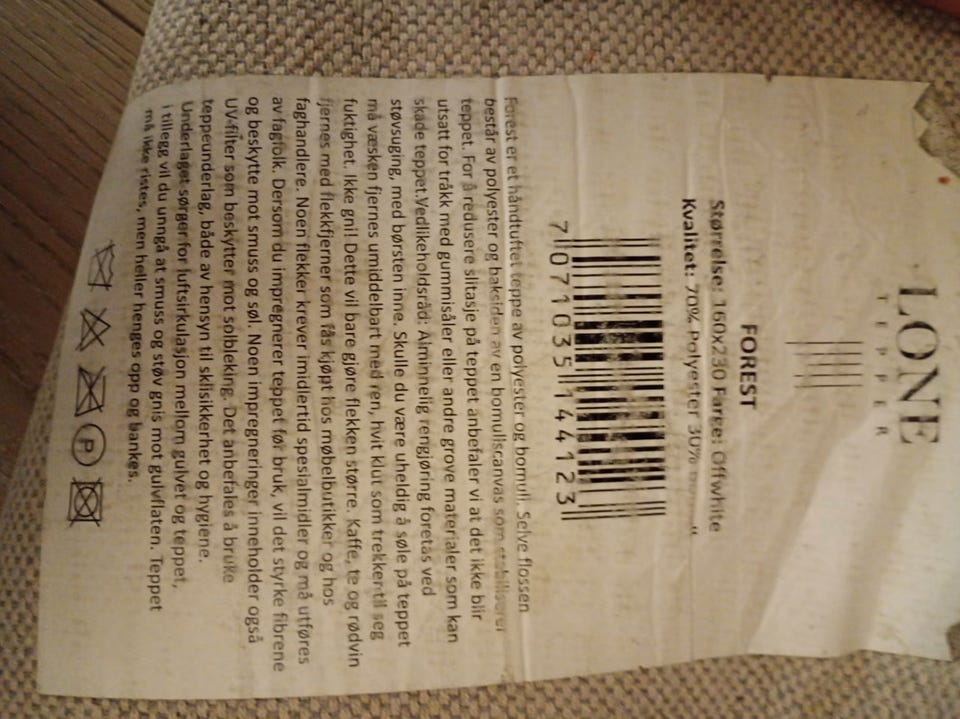 LONE
TEPPER
FOREST
Størrelse: 160x230 Farge: Offwhite
Kvalitet: 70% Polyester 30%
7 071035 144123
Forest er et håndtuftet teppe av polyester og bomull. Selve flossen
består av polyester og baksiden av en bomullscanvas som stabiliserer
teppet. For å redusere slitasje på teppet anbefaler vi at det ikke blir
utsatt for tråkk med gummisåler eller andre grove materialer som kan
skade teppet.Vedlikeholdsråd: Alminnelig rengjøring foretas ved
støvsuging, med børsten inne. Skulle du være uheldig å søle på teppet
må væsken fjernes umiddelbart med ren, hvit klut som trekker til seg
fuktighet. Ikke gni! Dette vil bare gjøre flekken større. Kaffe, te og rødvin
fjernes med flekkfjerner som fås kjøpt hos møbelbutikker og hos
faghandlere. Noen flekker krever imidlertid spesialmidler og må utføres
av fagfolk. Dersom du impregnerer teppet før bruk, vil det styrke fibrene
og beskytte mot smuss og søl. Noen impregneringer inneholder også
UV-filter som beskytter mot solbleking. Det anbefales å bruke
teppeunderlag, både av hensyn til sklisikkerhet og hygiene.
Underlaget sørger for luftsirkulasjon mellom gulvet og teppet,
i tillegg vil du unngå at smuss og støv gnis mot gulvflaten. Teppet
må ikke ristes, men heller henges opp og bankes.
P